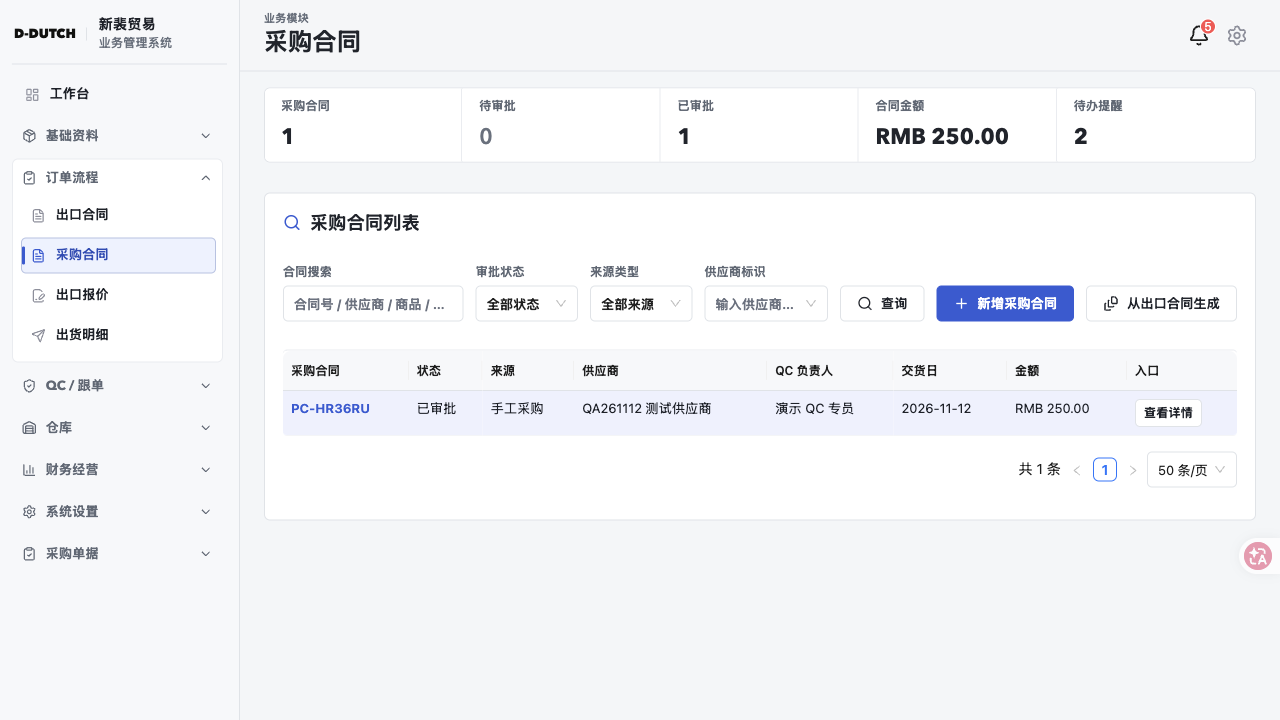 D-DUTCH
新裴贸易
业务管理系统
工作台
基础资料
订单流程
出口合同
采购合同
出口报价
出货明细
QC / 跟单
仓库
财务经营
系统设置
采购单据
业务模块
采购合同
5
采购合同
1
待审批
0
已审批
1
合同金额
RMB 250.00
待办提醒
2
采购合同列表
合同搜索
审批状态
来源类型
供应商标识
合同号 / 供应商 / 商品 / ...
全部状态
全部来源
输入供应商...
查询
新增采购合同
从出口合同生成
采购合同 状态 来源 供应商 QC 负责人 交货日 金额 入口
PC-HR36RU 已审批 手工采购 QA261112 测试供应商 演示 QC 专员 2026-11-12 RMB 250.00 查看详情
共 1 条 1 50 条/页